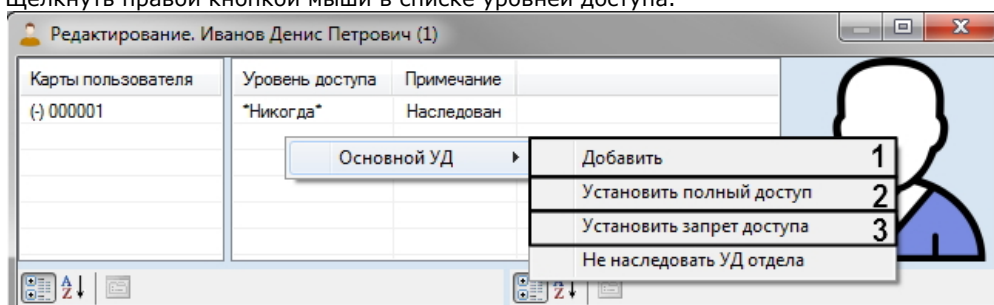 Щелкнуть правой кнопкой мыши в списке уровней доступа.
Редактирование. Иванов Денис Петрович (1)
Карты пользователя Уровень доступа Примечание
(-) 000001 *Никогда* Наследован
Основной УД Добавить 1
Установить полный доступ 2
Установить запрет доступа 3
Не наследовать УД отдела